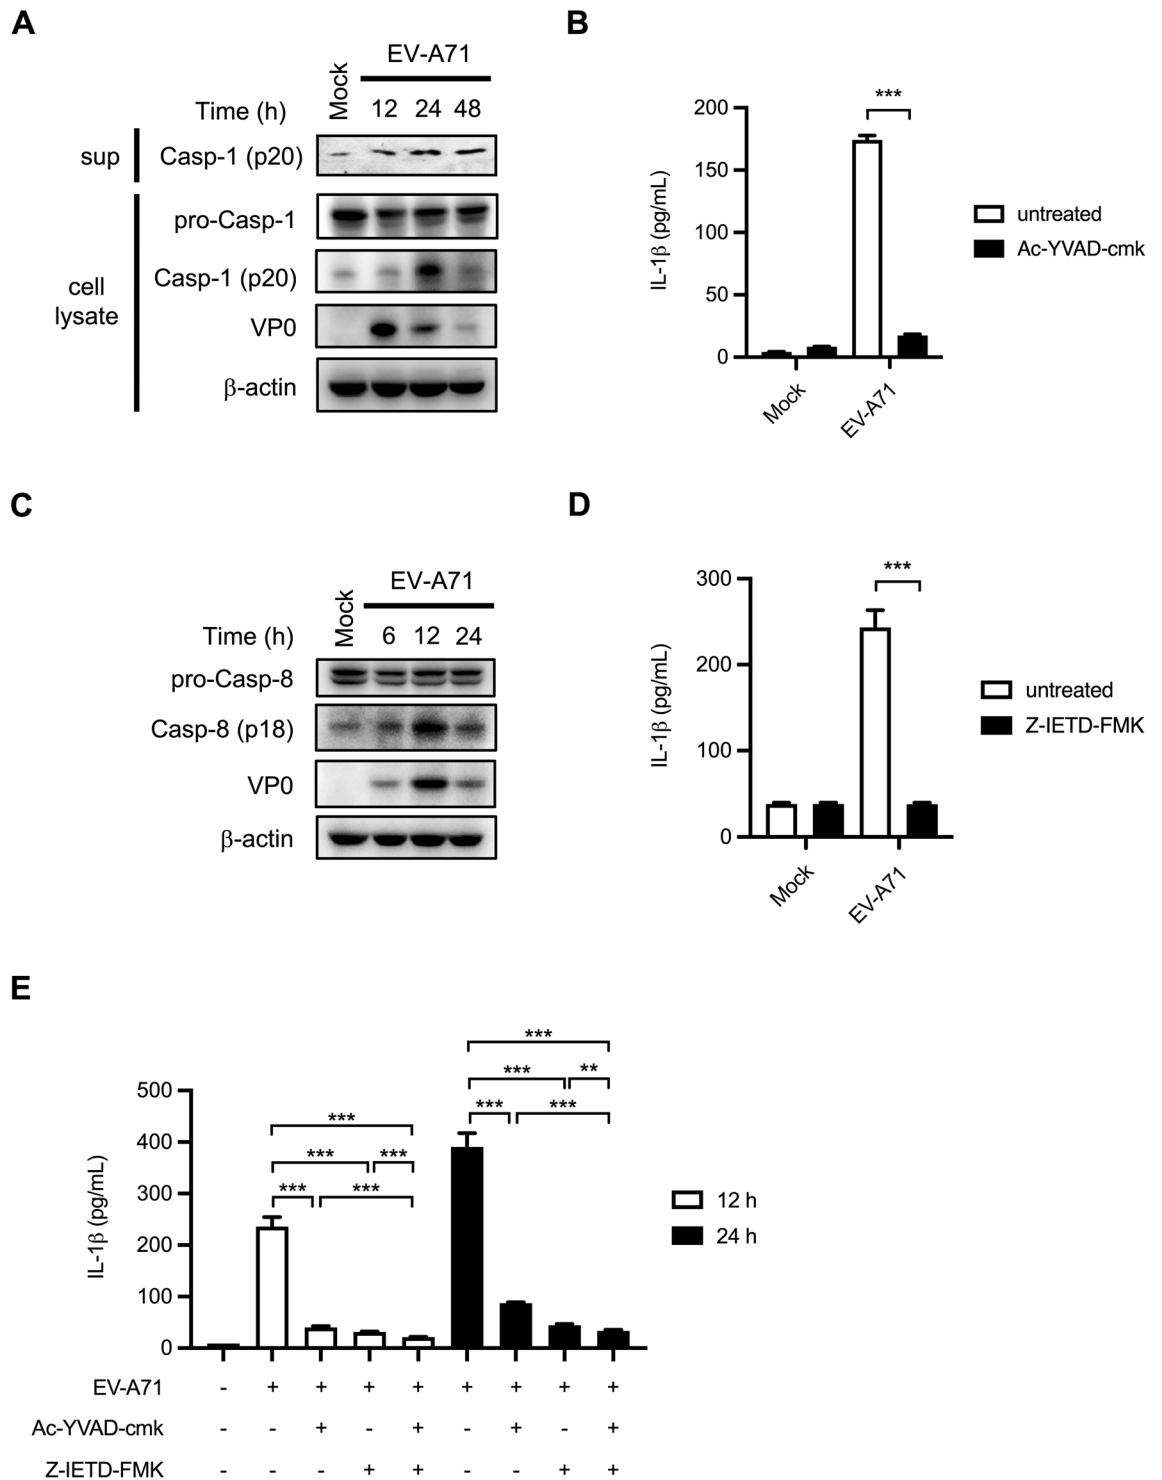 A
EV-A71
Mock
Time (h) 12 24 48
sup
Casp-1 (p20)
pro-Casp-1
Casp-1 (p20)
cell
lysate
VP0
β-actin
B
***
200
150
100
50
0
IL-1β (pg/mL)
Mock
EV-A71
untreated
Ac-YVAD-cmk
C
EV-A71
Mock
Time (h) 6 12 24
pro-Casp-8
Casp-8 (p18)
VP0
β-actin
D
***
300
200
100
0
IL-1β (pg/mL)
Mock
EV-A71
untreated
Z-IETD-FMK
E
***
*** **
*** ***
***
*** ***
*** ***
500
400
300
200
100
0
IL-1β (pg/mL)
12 h
24 h
EV-A71 - + + + + + + + +
Ac-YVAD-cmk - - + - + - + - +
Z-IETD-FMK - - - + + - - + +